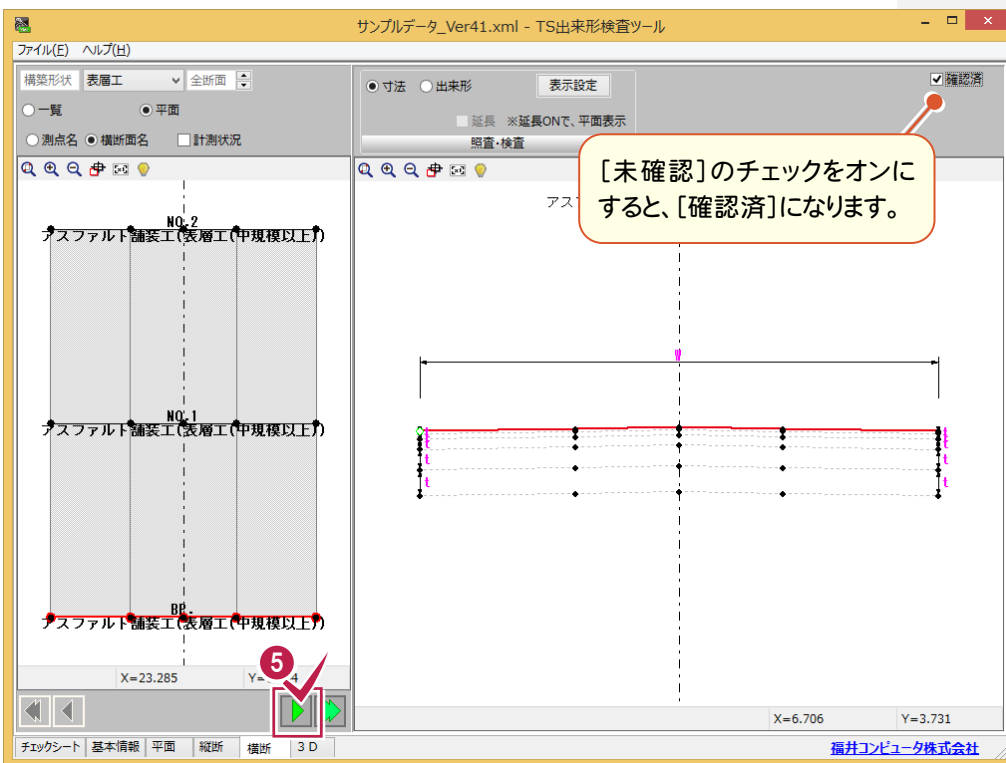 サンプルデータ_Ver41.xml - TS出来形検査ツール
ファイル(F) ヘルプ(H)
構築形状 表層工 全断面
一覧 平面
測点名 横断面名 計測状況
寸法 出来形 表示設定
延長 ※延長ONで、平面表示
照査・検査
確認済
[未確認]のチェックをオンに
すると、[確認済]になります。
アス
NO.2
アスファルト舗装工(表層工(中規模以上))
NO.1
アスファルト舗装工(表層工(中規模以上))
BP.
アスファルト舗装工(表層工(中規模以上))
W
t
t
t
t
t
t
X=23.285
5
X=6.706 Y=3.731
チェックシート 基本情報 平面 縦断 横断 3D
福井コンピュータ株式会社